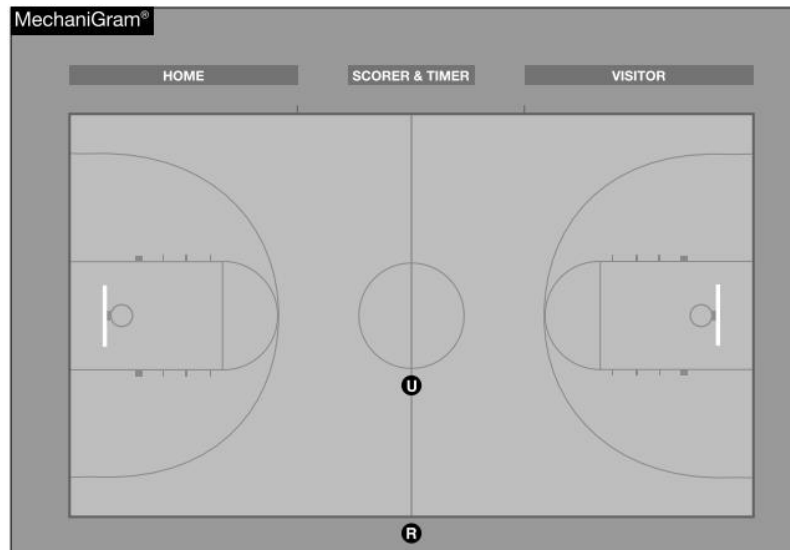 MechaniGram®
HOME
SCORER & TIMER
VISITOR
U
R